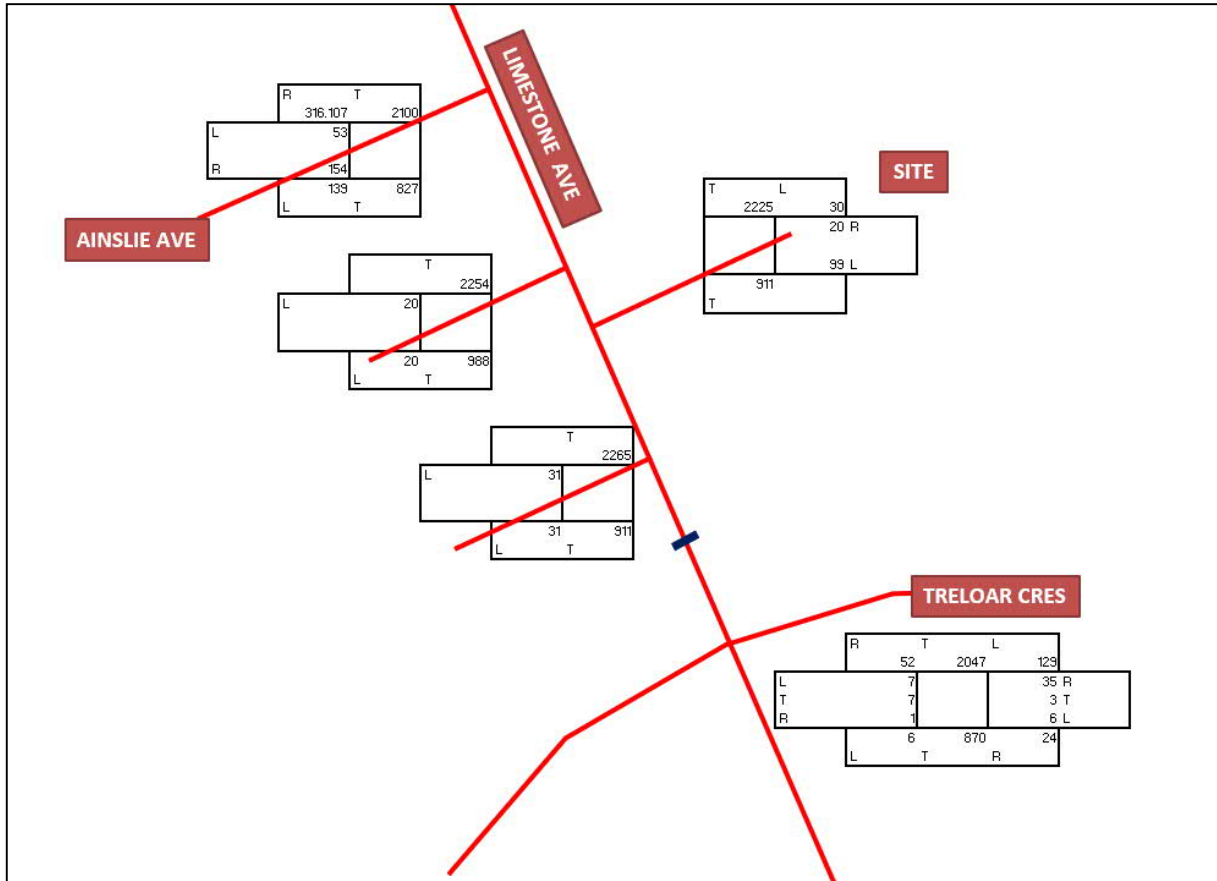 LIMESTONE AVE
R T
316.107 2100
L 53
R 154
139 827
L T
AINSLIE AVE
SITE
T L
2225 30
20 R
99 L
911
T
T
2254
L 20
20 988
L T
T
2265
L 31
31 911
L T
TRELOAR CRES
R T L
52 2047 129
L 7 35 R
T 7 3 T
R 1 6 L
6 870 24
L T R